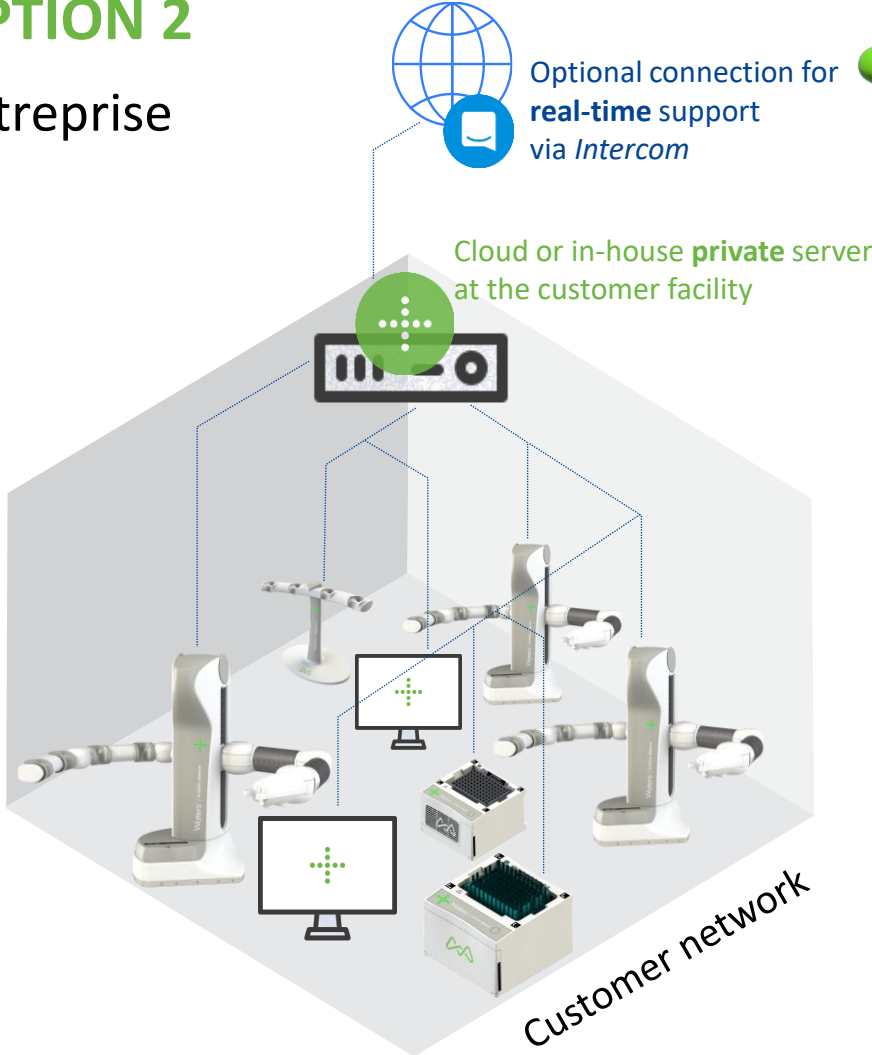 PTION 2
treprise
Optional connection for
real-time support
via Intercom
Cloud or in-house private server
at the customer facility
Customer network